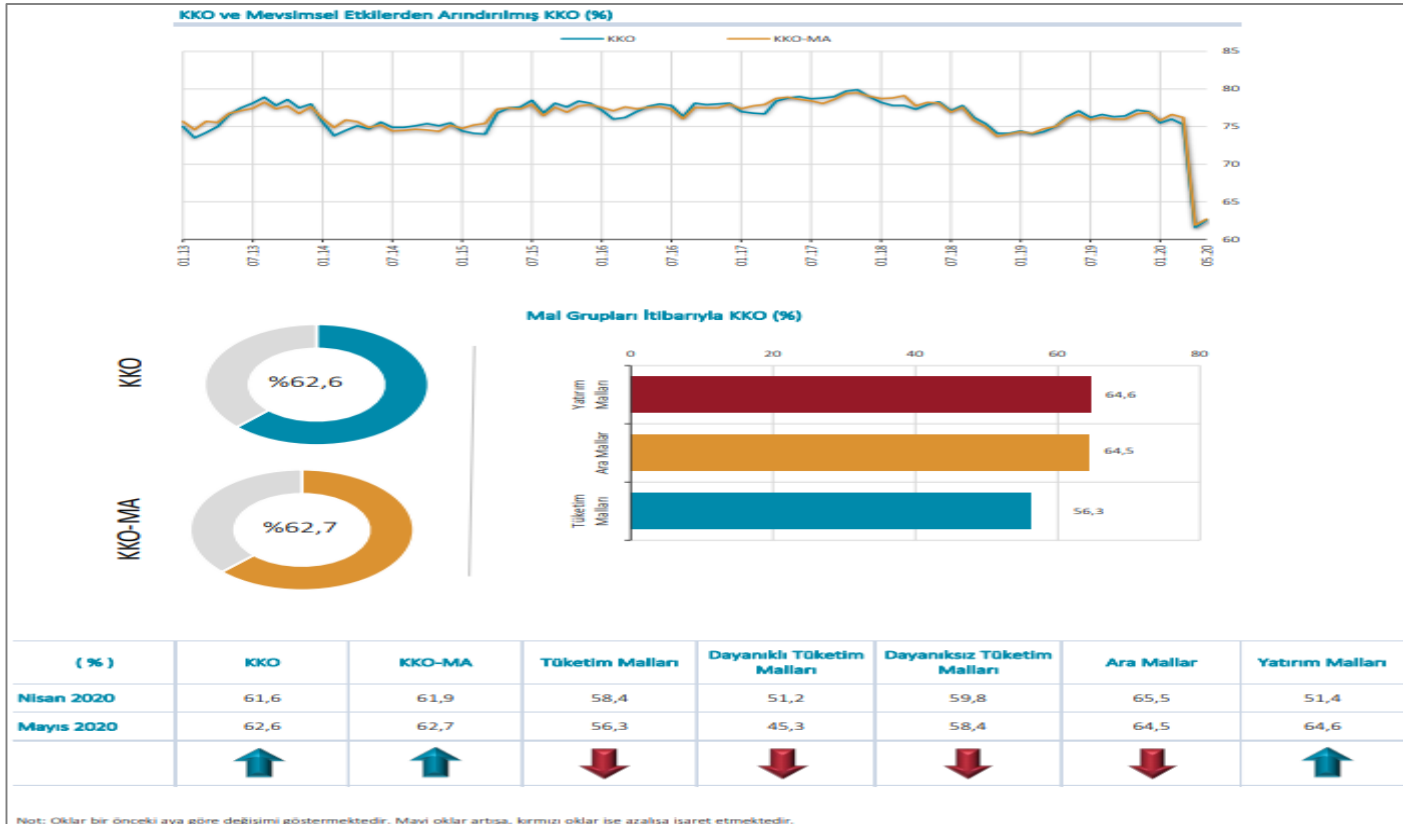 KKO ve Mevsimsel Etkilerden Arındırılmış KKO (%)
KKO KKO-MA
85
80
75
70
65
60
01.13 07.13 01.14 07.14 01.15 07.15 01.16 07.16 01.17 07.17 01.18 07.18 01.19 07.19 01.20 05.20
KKO
%62,6
KKO-MA
%62,7
Mal Grupları İtibarıyla KKO (%)
0 20 40 60 80
Yatırım
Malları
64,6
Ara Mallar
64,5
Tüketim
Malları
56,3
( % ) KKO KKO-MA Tüketim Malları Dayanıklı Tüketim Malları Dayanıksız Tüketim Malları Ara Mallar Yatırım Malları
Nisan 2020 61,6 61,9 58,4 51,2 59,8 65,5 51,4
Mayıs 2020 62,6 62,7 56,3 45,3 58,4 64,5 64,6
Not: Oklar bir önceki aya göre değişimi göstermektedir. Mavi oklar artışa, kırmızı oklar ise azalışa işaret etmektedir.